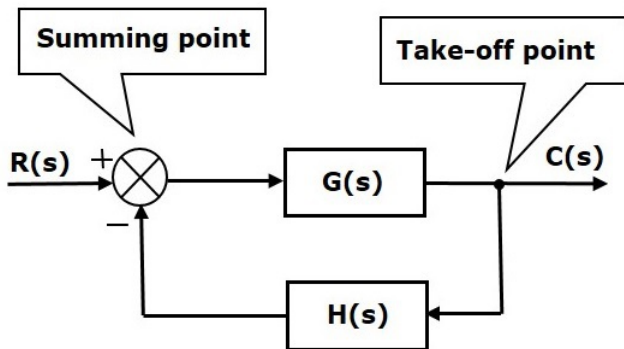 Summing point
Take-off point
R(s)
+
G(s)
C(s)
−
H(s)